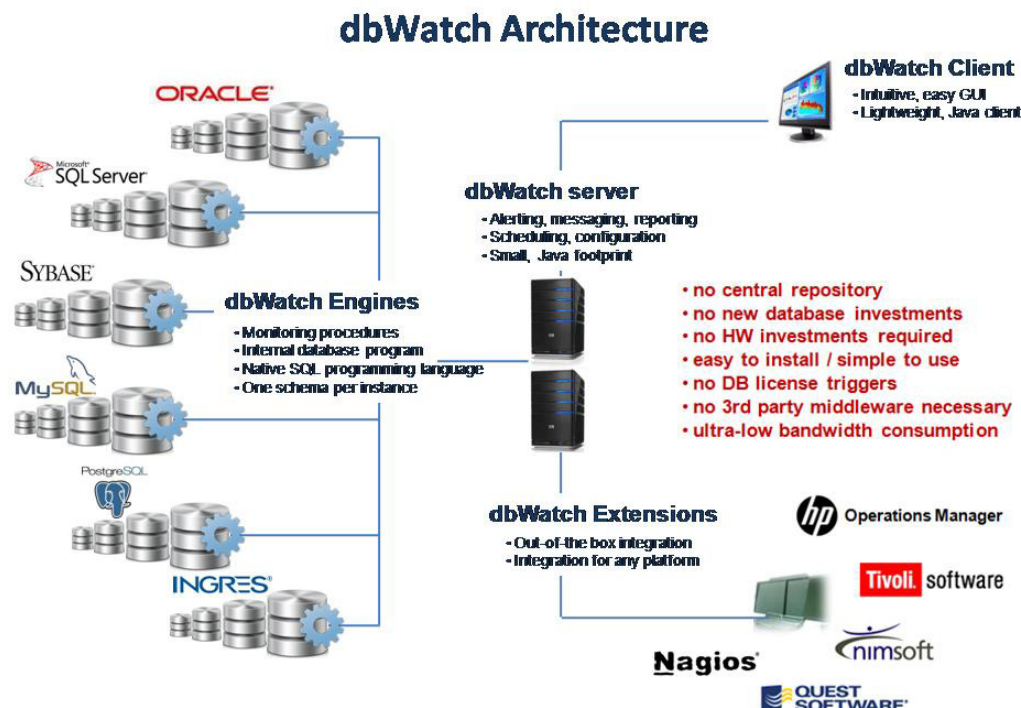 dbWatch Architecture
ORACLE®
Microsoft®
SQL Server®
SYBASE®
MySQL®
PostgreSQL
INGRES®
dbWatch Engines
- Monitoring procedures
- Internal database program
- Native SQL programming language
- One schema per instance
dbWatch Client
- Intuitive, easy GUI
- Lightweight, Java client
dbWatch server
- Alerting, messaging, reporting
- Scheduling, configuration
- Small, Java footprint
• no central repository
• no new database investments
• no HW investments required
• easy to install / simple to use
• no DB license triggers
• no 3rd party middleware necessary
• ultra-low bandwidth consumption
dbWatch Extensions
- Out-of-the box integration
- Integration for any platform
hp Operations Manager
Tivoli. software
nimsoft
Nagios®
QUEST
SOFTWARE®